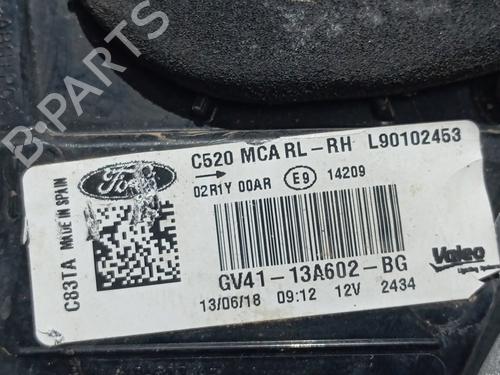 B-PARTS
C520 MCA RL-RH L90102453
Ford
02R1Y 00AR E9 14209
MADE IN SPAIN
C83TA
GV41-13A602-BG
Valeo
13/06/18 09:12 12V 2434